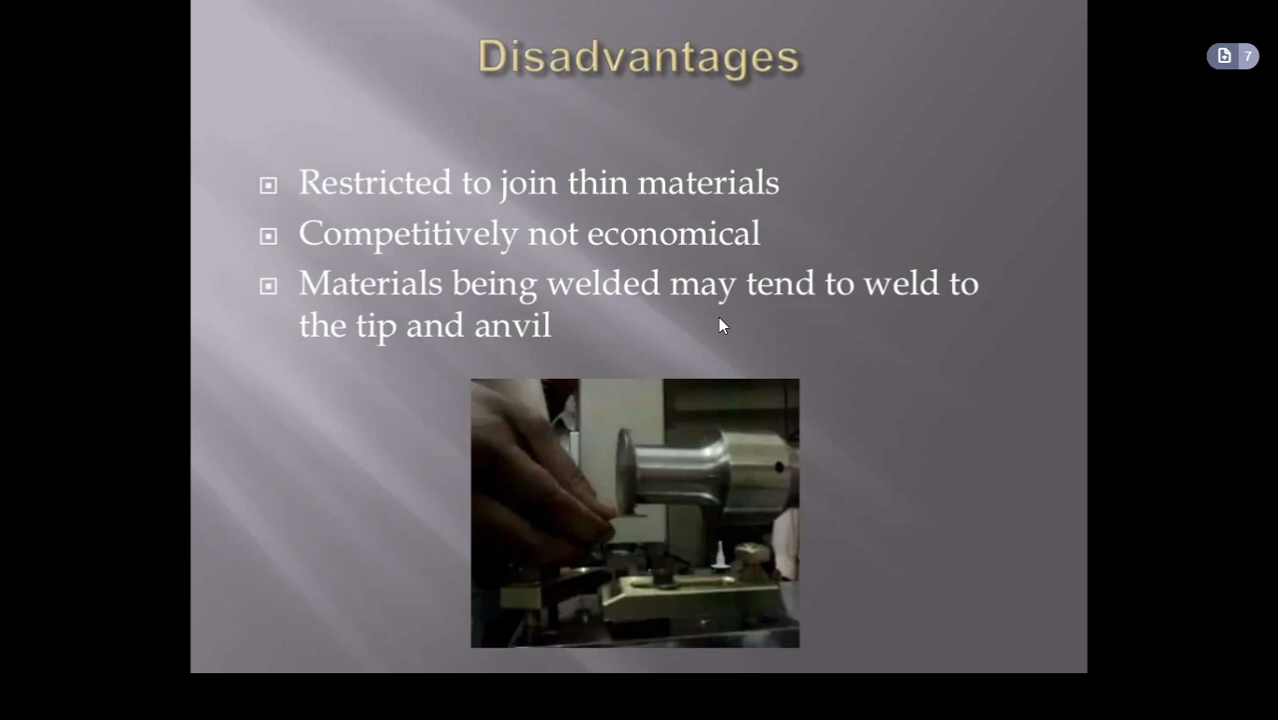 Disadvantages
7
Restricted to join thin materials
Competitively not economical
Materials being welded may tend to weld to
the tip and anvil